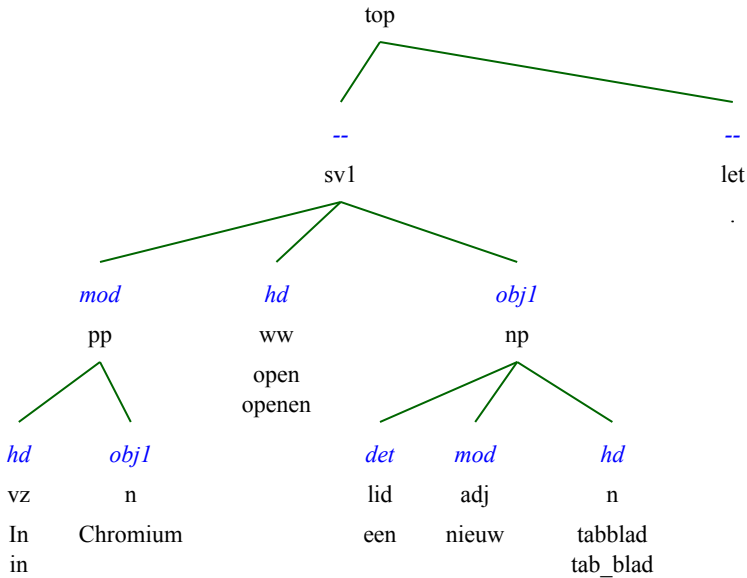 top
-- --
sv1 let
.
mod hd obj1
pp ww np
open
openen
hd obj1 det mod hd
vz n lid adj n
In Chromium een nieuw tabblad
in tab_blad